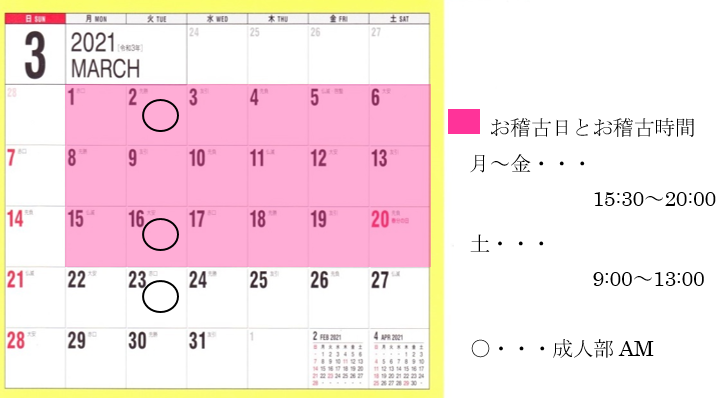 日 SUN 月 MON 火 TUE 水 WED 木 THU 金 FRI 土 SAT
3 2021 [令和3年] 24 25 26 27
MARCH
28 1 2 3 4 5 6
7 8 9 10 11 12 13
14 15 16 17 18 19 20
21 22 23 24 25 26 27
28 29 30 31 1
2 FEB 2021 4 APR 2021
お稽古日とお稽古時間
月～金・・・
15:30～20:00
土・・・
9:00～13:00
〇・・・成人部 AM